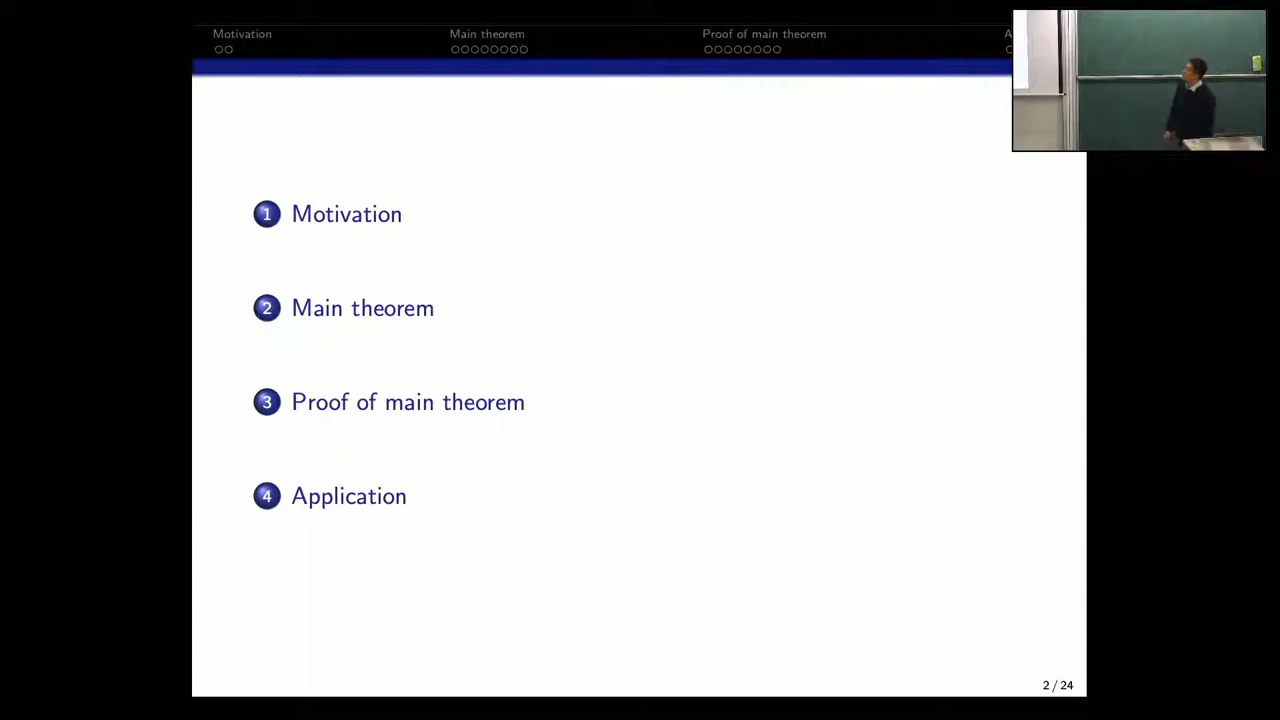 Motivation
Main theorem
Proof of main theorem
1 Motivation
2 Main theorem
3 Proof of main theorem
4 Application
2 / 24